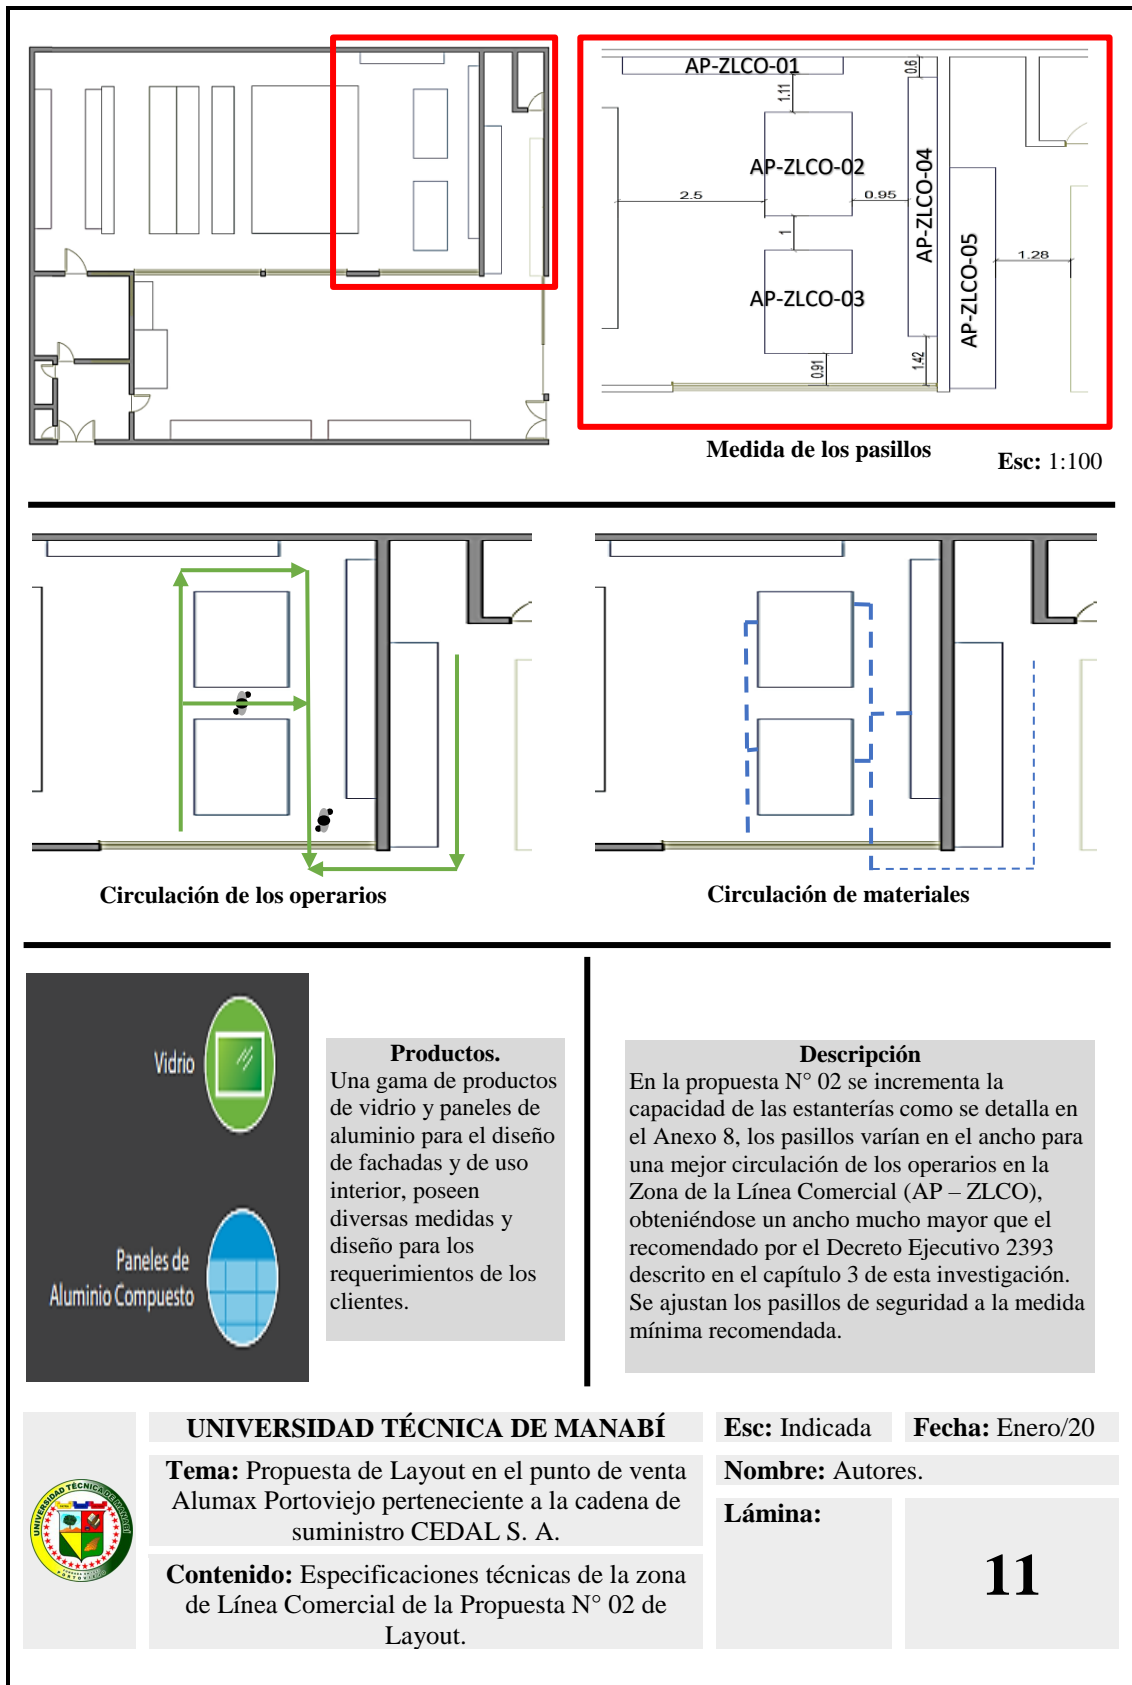 AP-ZLCO-01
0.6
1.11
AP-ZLCO-02
AP-ZLCO-04
2.5
0.95
1
AP-ZLCO-05
1.28
AP-ZLCO-03
0.91
1.42
Medida de los pasillos
Esc: 1:100
Circulación de los operarios
Circulación de materiales
Vidrio
Paneles de
Aluminio Compuesto
Productos.
Una gama de productos
de vidrio y paneles de
aluminio para el diseño
de fachadas y de uso
interior, poseen
diversas medidas y
diseño para los
requerimientos de los
clientes.
Descripción
En la propuesta N° 02 se incrementa la
capacidad de las estanterías como se detalla en
el Anexo 8, los pasillos varían en el ancho para
una mejor circulación de los operarios en la
Zona de la Línea Comercial (AP – ZLCO),
obteniéndose un ancho mucho mayor que el
recomendado por el Decreto Ejecutivo 2393
descrito en el capítulo 3 de esta investigación.
Se ajustan los pasillos de seguridad a la medida
mínima recomendada.
UNIVERSIDAD TÉCNICA DE MANABÍ
PORTOVIEJO
UNIVERSIDAD TÉCNICA DE MANABÍ
Tema: Propuesta de Layout en el punto de venta
Alumax Portoviejo perteneciente a la cadena de
suministro CEDAL S. A.
Contenido: Especificaciones técnicas de la zona
de Línea Comercial de la Propuesta N° 02 de
Layout.
Esc: Indicada
Fecha: Enero/20
Nombre: Autores.
Lámina:
11